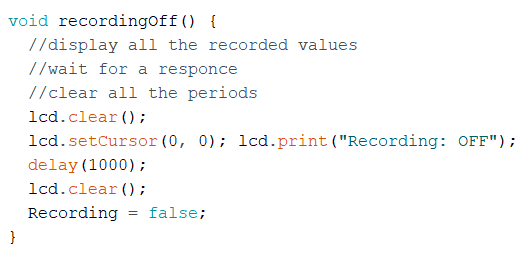 void recordingOff() {
  //display all the recorded values
  //wait for a responce
  //clear all the periods
  lcd.clear();
  lcd.setCursor(0, 0); lcd.print("Recording: OFF");
  delay(1000);
  lcd.clear();
  Recording = false;
}